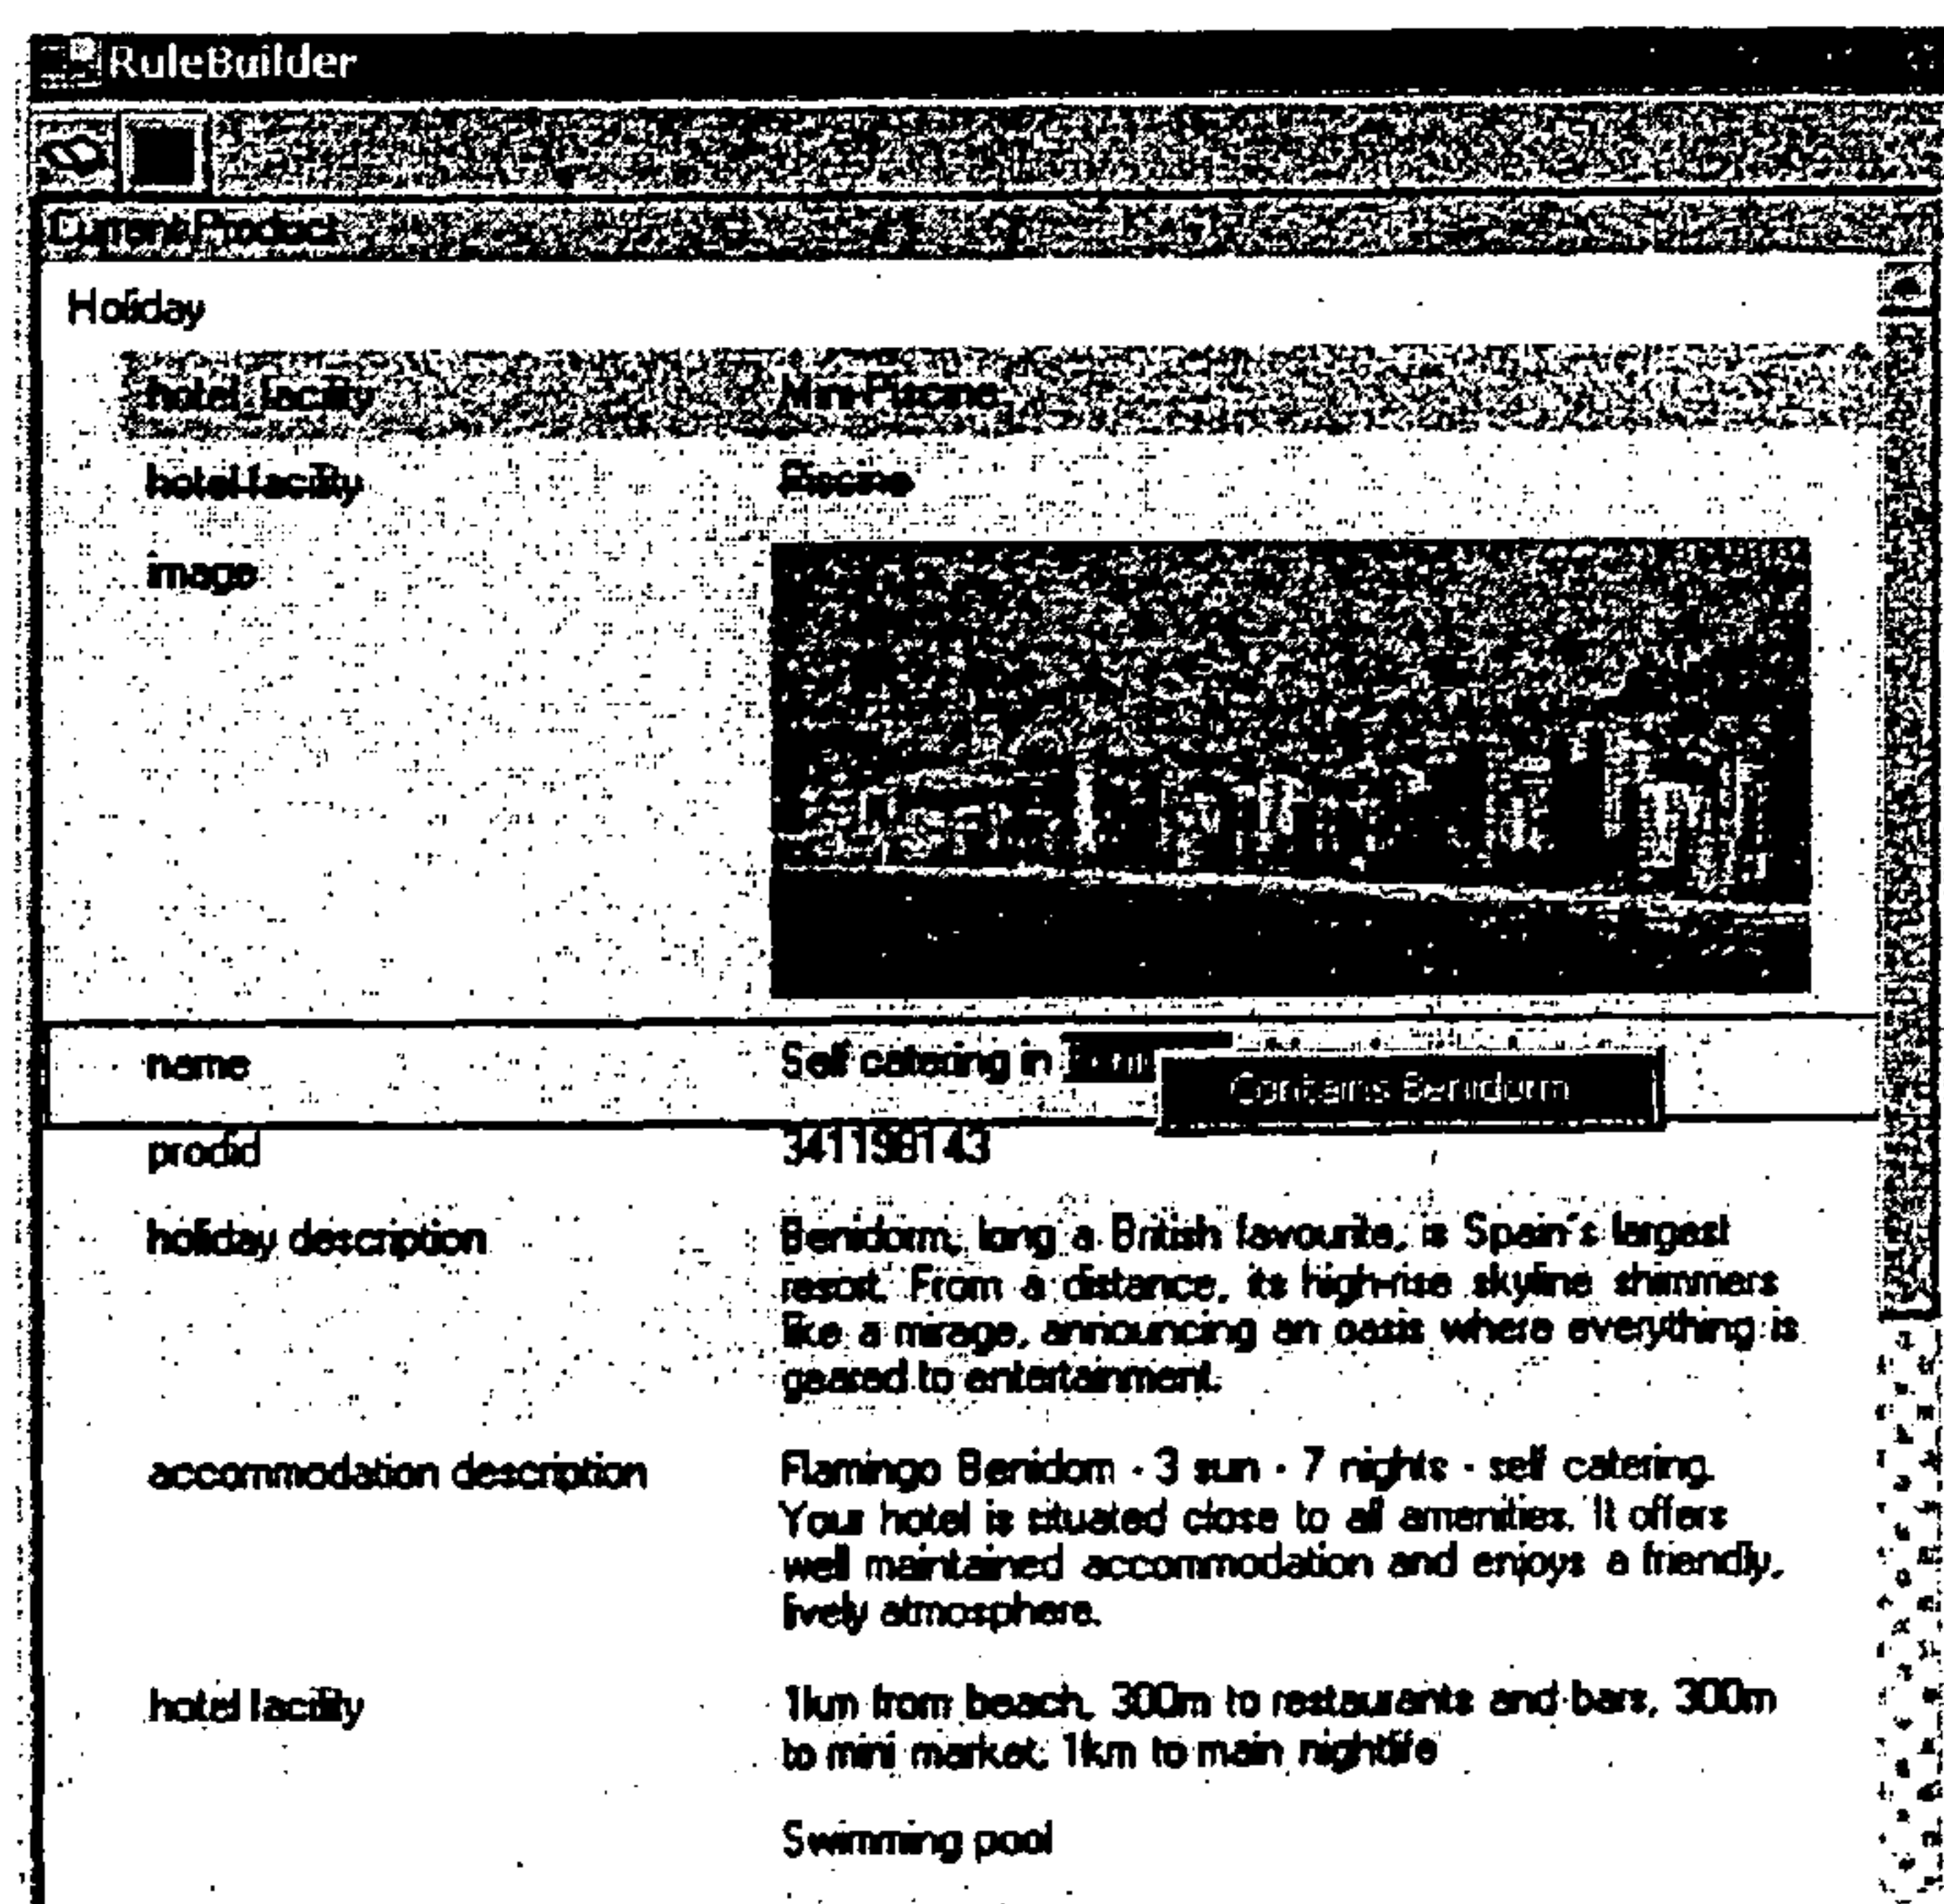 RuleBuilder
Current Product
Holiday
hotel facility Mini-Piscine
hotel facility Piscine
image
name Self catering in
Contains Benidorm
prodid 341198143
holiday description Benidorm, long a British favourite, is Spain's largest
resort. From a distance, its high-rise skyline shimmers
like a mirage, announcing an oasis where everything is
geared to entertainment.
accommodation description Flamingo Benidom - 3 sun - 7 nights - self catering.
Your hotel is situated close to all amenities. It offers
well maintained accommodation and enjoys a friendly,
lively atmosphere.
hotel facility 1km from beach, 300m to restaurants and bars, 300m
to mini market, 1km to main nightlife
Swimming pool